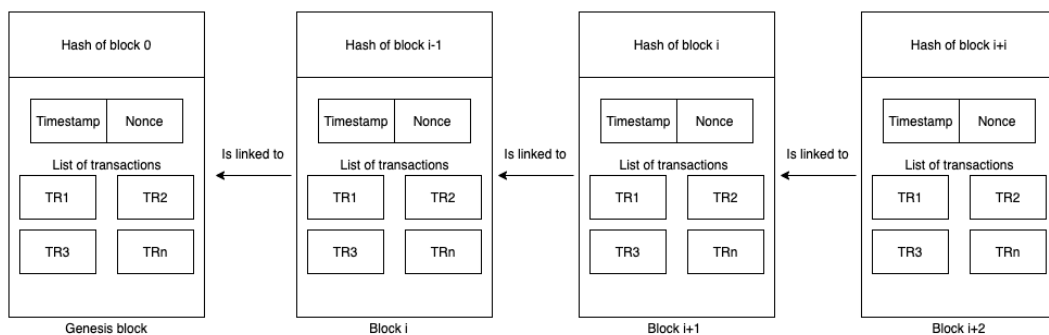 Hash of block 0
Timestamp
Nonce
List of transactions
TR1
TR2
TR3
TRn
Genesis block
Is linked to
Hash of block i-1
Timestamp
Nonce
List of transactions
TR1
TR2
TR3
TRn
Block i
Is linked to
Hash of block i
Timestamp
Nonce
List of transactions
TR1
TR2
TR3
TRn
Block i+1
Is linked to
Hash of block i+i
Timestamp
Nonce
List of transactions
TR1
TR2
TR3
TRn
Block i+2